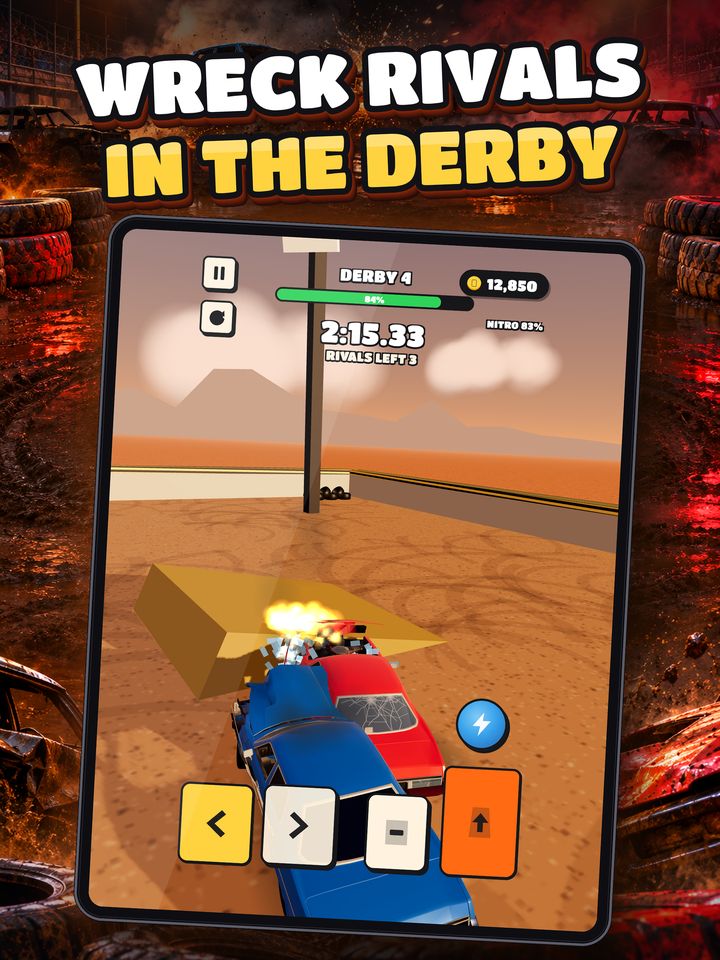 WRECK RIVALS
IN THE DERBY
DERBY 4
12,850
84%
NITRO 83%
2:15.33
RIVALS LEFT 3